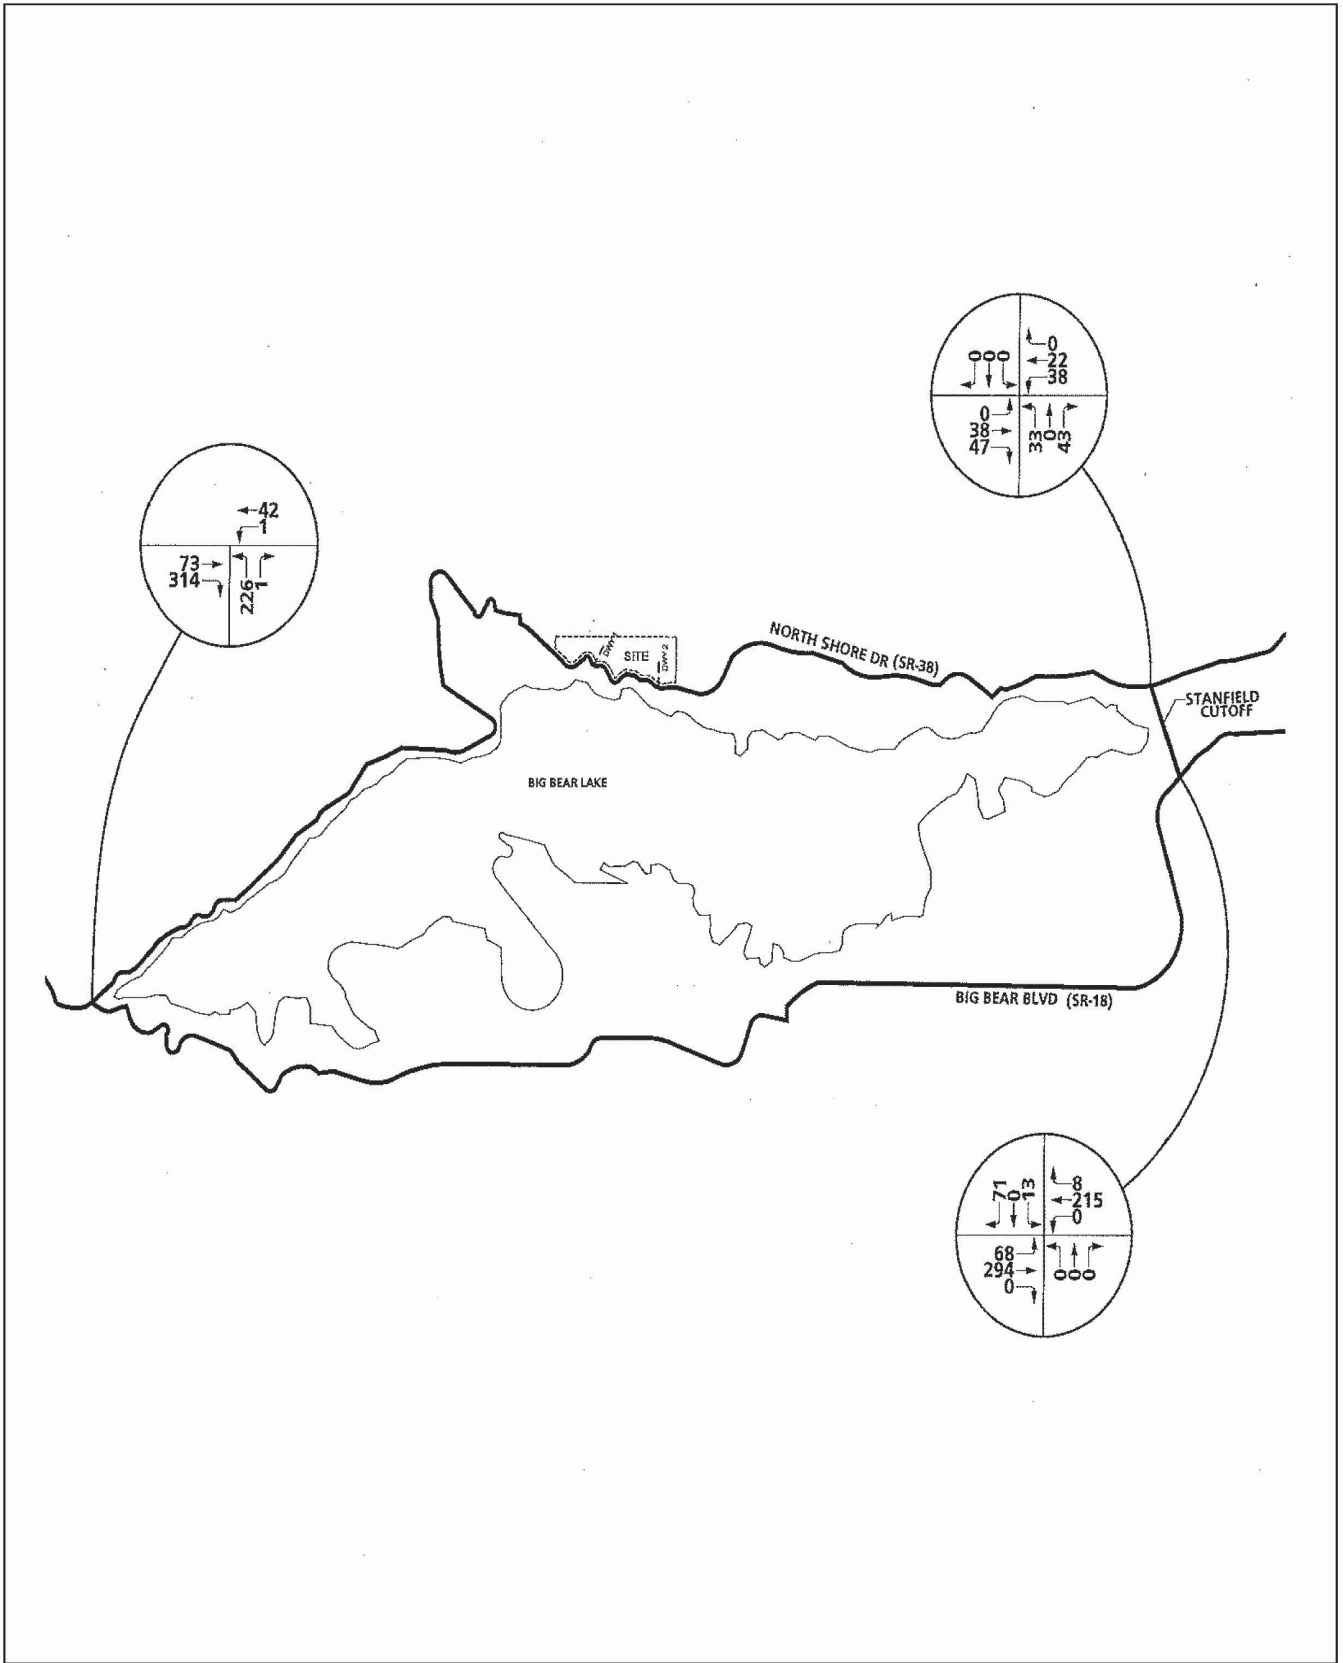 0 0 0
0
22
38
0
38
47
33 0 43
42
1
73
314
226 1
DWY 1
SITE
DWY 2
NORTH SHORE DR (SR-38)
STANFIELD
CUTOFF
BIG BEAR LAKE
BIG BEAR BLVD (SR-18)
71 0 13
8
215
0
68
294
0
0 0 0